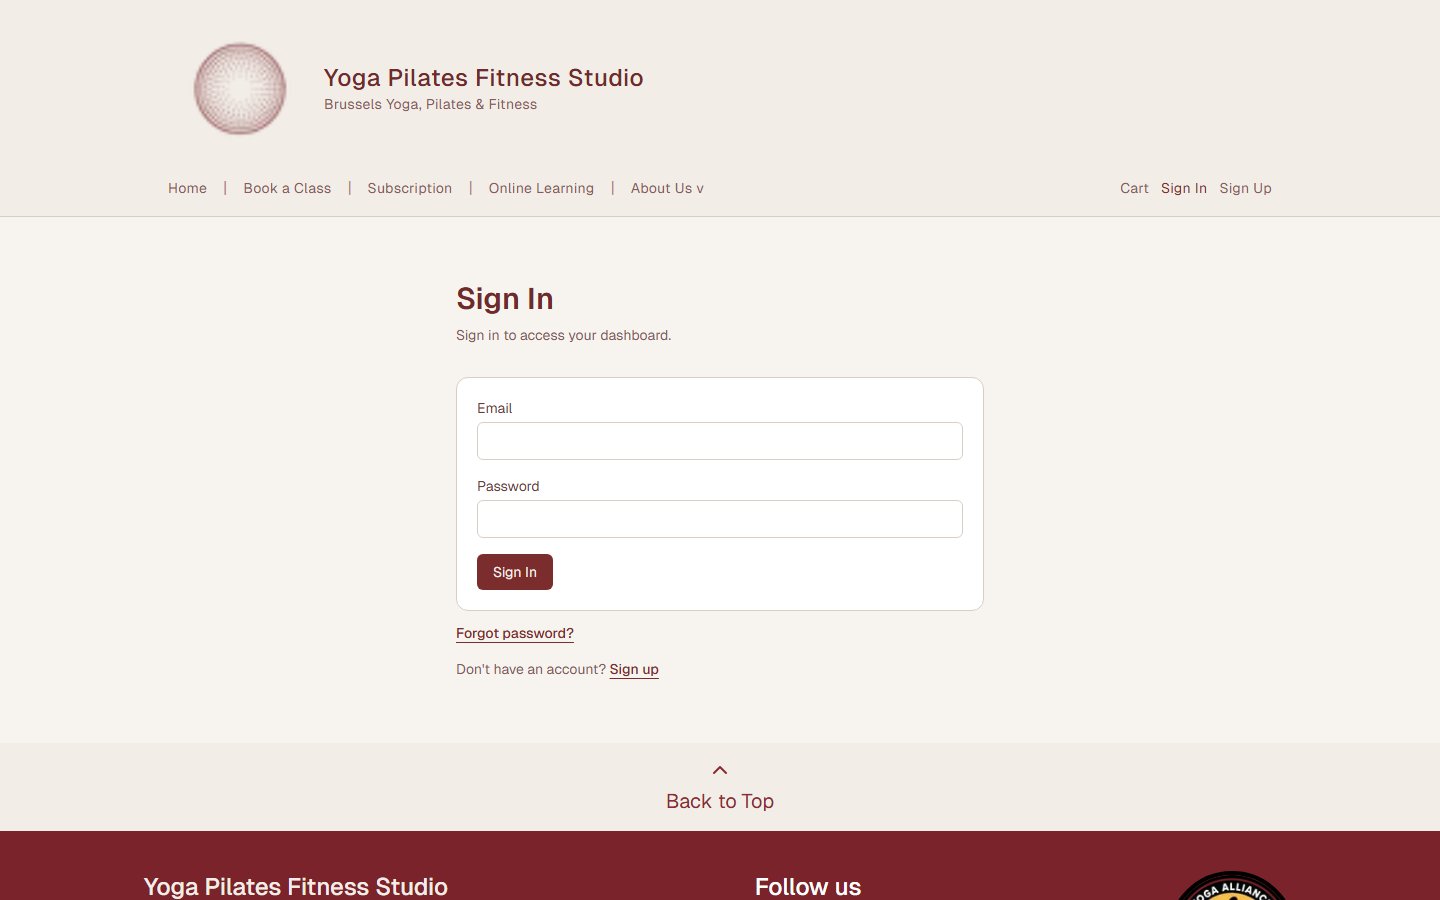 Yoga Pilates Fitness Studio
Brussels Yoga, Pilates & Fitness
Home | Book a Class | Subscription | Online Learning | About Us v
Cart Sign In Sign Up
Sign In
Sign in to access your dashboard.
Email
Password
Sign In
Forgot password?
Don't have an account? Sign up
Back to Top
Yoga Pilates Fitness Studio
Follow us